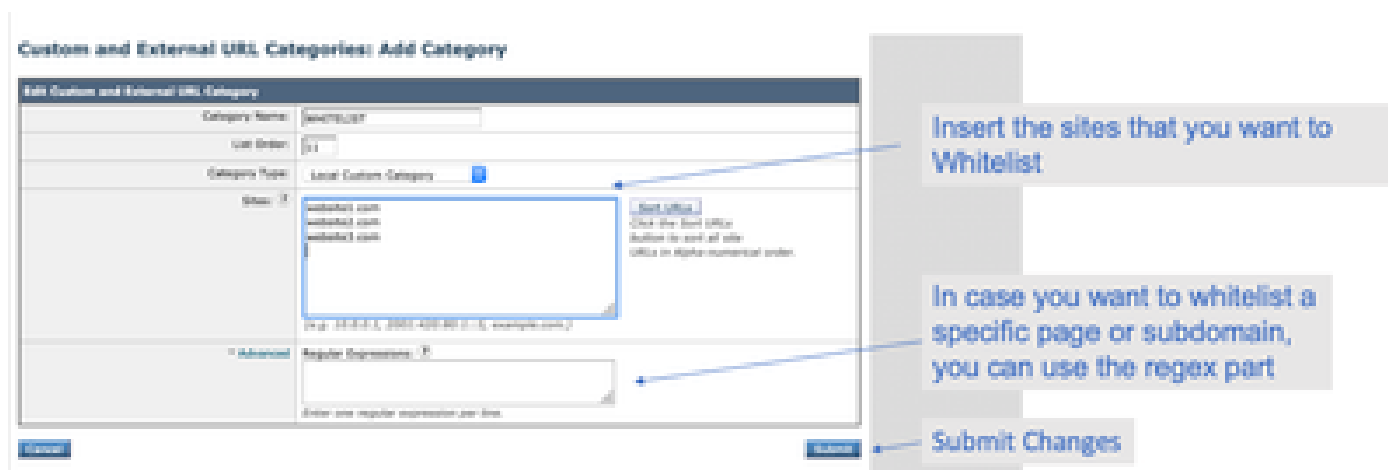 Custom and External URL Categories: Add Category
Edit Custom and External URL Category
Category Name: WHITELIST
List Order:
Category Type: Local Custom Category
Sites: ?
website1.com
website2.com
website3.com
Sort URLs
Click the Sort URLs
button to sort all site
URLs in Alpha-numerical order.
Advanced
Regular Expressions: ?
Enter one regular expression per line.
Cancel
Submit
Insert the sites that you want to
Whitelist
In case you want to whitelist a
specific page or subdomain,
you can use the regex part
Submit Changes